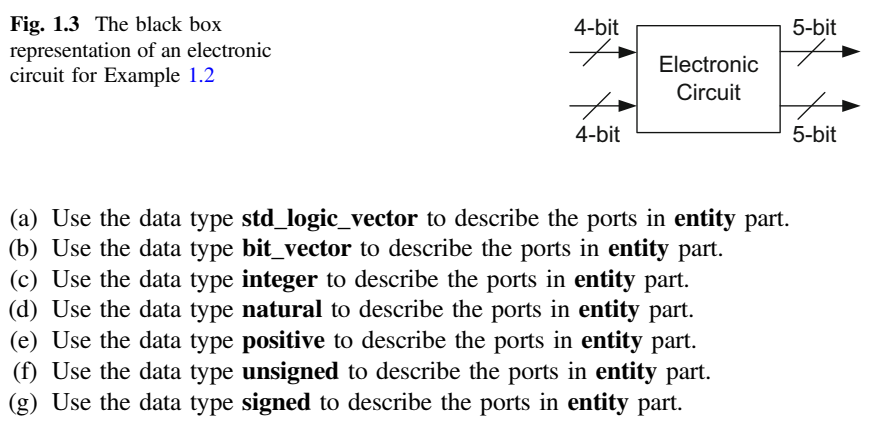 Fig. 1.3 The black box
representation of an electronic
circuit for Example 1.2
4-bit
5-bit
Electronic
Circuit
4-bit
5-bit
(a) Use the data type std_logic_vector to describe the ports in entity part.
(b) Use the data type bit_vector to describe the ports in entity part.
(c) Use the data type integer to describe the ports in entity part.
(d) Use the data type natural to describe the ports in entity part.
(e) Use the data type positive to describe the ports in entity part.
(f) Use the data type unsigned to describe the ports in entity part.
(g) Use the data type signed to describe the ports in entity part.